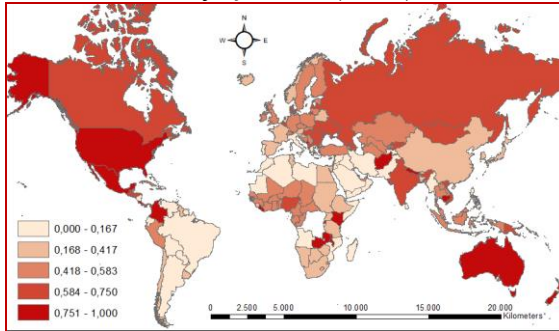 N
W E
S
0,000 - 0,167
0,168 - 0,417
0,418 - 0,583
0,584 - 0,750
0,751 - 1,000
0 2.500 5.000 10.000 15.000 20.000
Kilometers